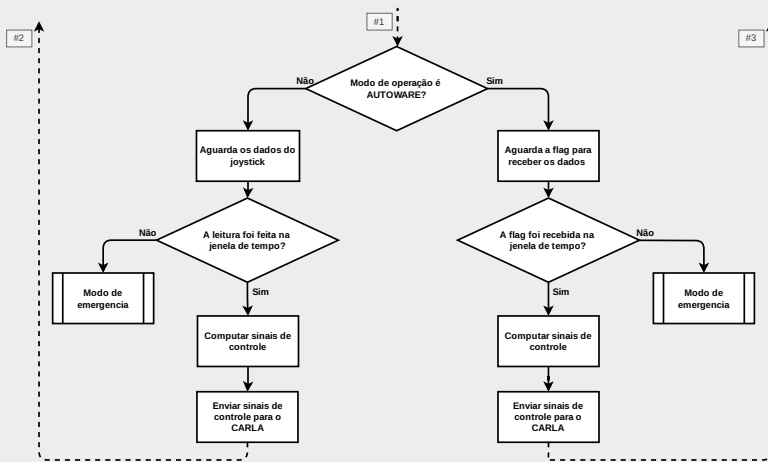 #1
#2
#3
Modo de operação é
AUTOWARE?
Não
Sim
Aguarda os dados do
joystick
Aguarda a flag para
receber os dados
A leitura foi feita na
jenela de tempo?
A flag foi recebida na
jenela de tempo?
Não
Não
Modo de
emergencia
Sim
Sim
Modo de
emergencia
Computar sinais de
controle
Computar sinais de
controle
Enviar sinais de
controle para o
CARLA
Enviar sinais de
controle para o
CARLA